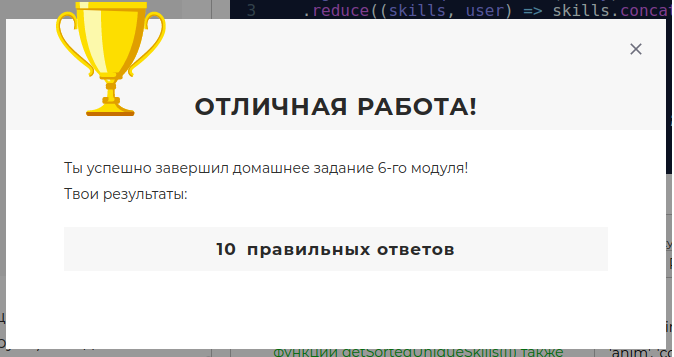 3 .reduce((skills, user) => skills.conca
ОТЛИЧНАЯ РАБОТА!
Ты успешно завершил домашнее задание 6-го модуля!
Твои результаты:
10 правильных ответов
функции getSortedUniqueSkills() также
'anim', 'co